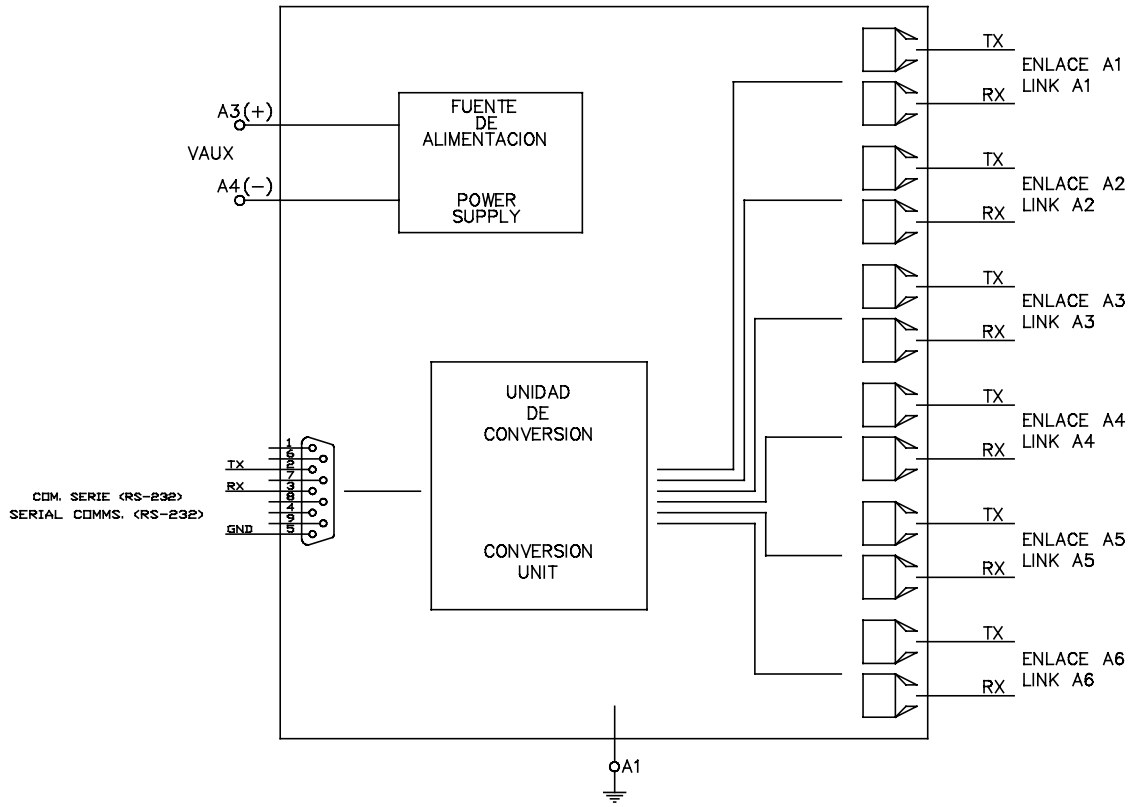 A3(+)
VAUX
A4(-)
FUENTE
DE
ALIMENTACION
POWER
SUPPLY
UNIDAD
DE
CONVERSION
CONVERSION
UNIT
COM. SERIE (RS-232)
SERIAL COMMS. (RS-232)
TX
RX
GND
1
6
2
7
3
8
4
9
5
TX
RX
ENLACE A1
LINK A1
TX
RX
ENLACE A2
LINK A2
TX
RX
ENLACE A3
LINK A3
TX
RX
ENLACE A4
LINK A4
TX
RX
ENLACE A5
LINK A5
TX
RX
ENLACE A6
LINK A6
A1